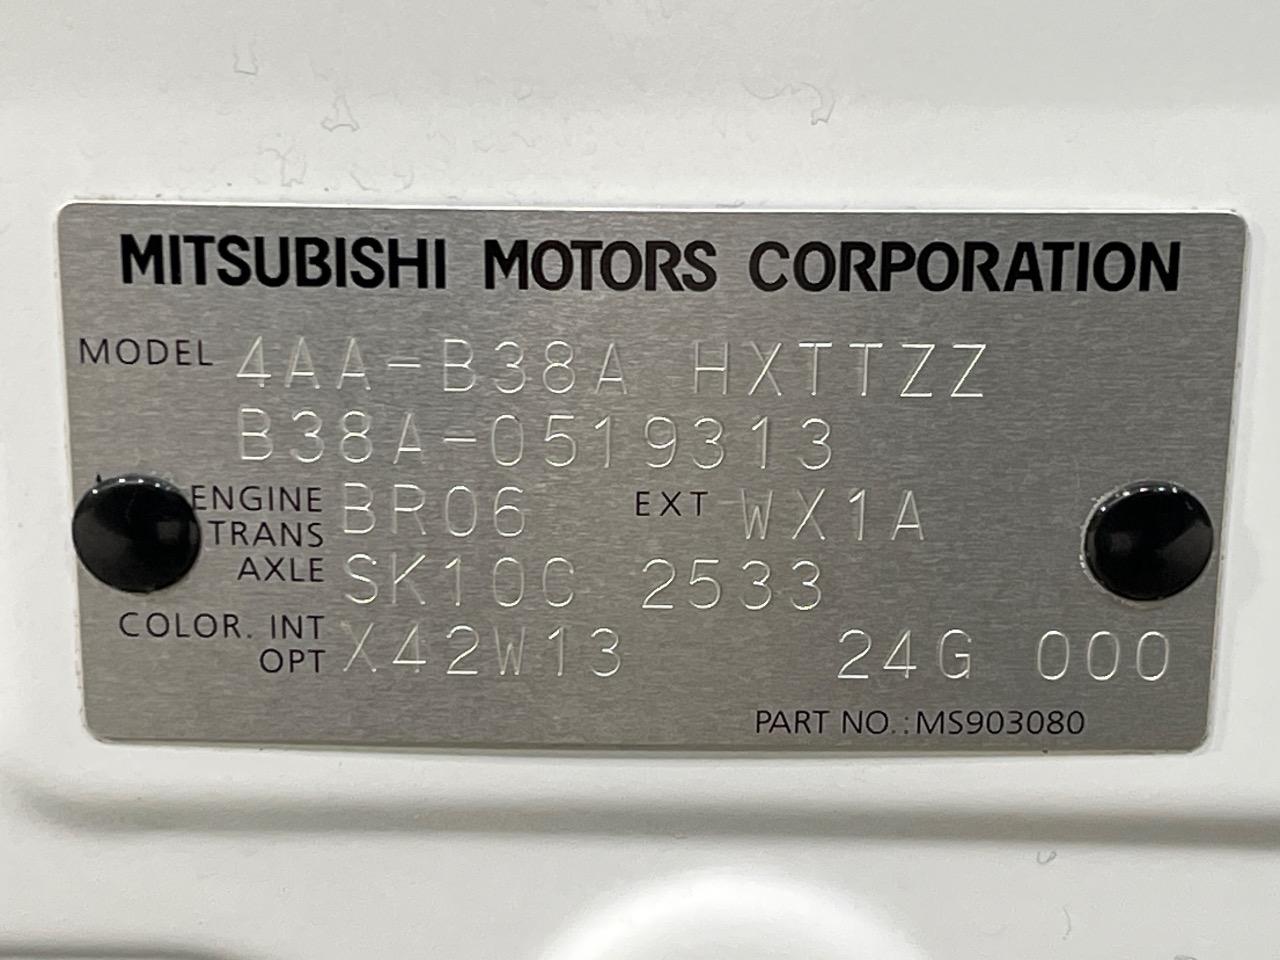 MITSUBISHI MOTORS CORPORATION
MODEL 4AA-B38A HXTTZZ
B38A-0519313
ENGINE BR06 EXT WX1A
TRANS
AXLE SK10C 2533
COLOR. INT
OPT X42W13 24G 000
PART NO.:MS903080